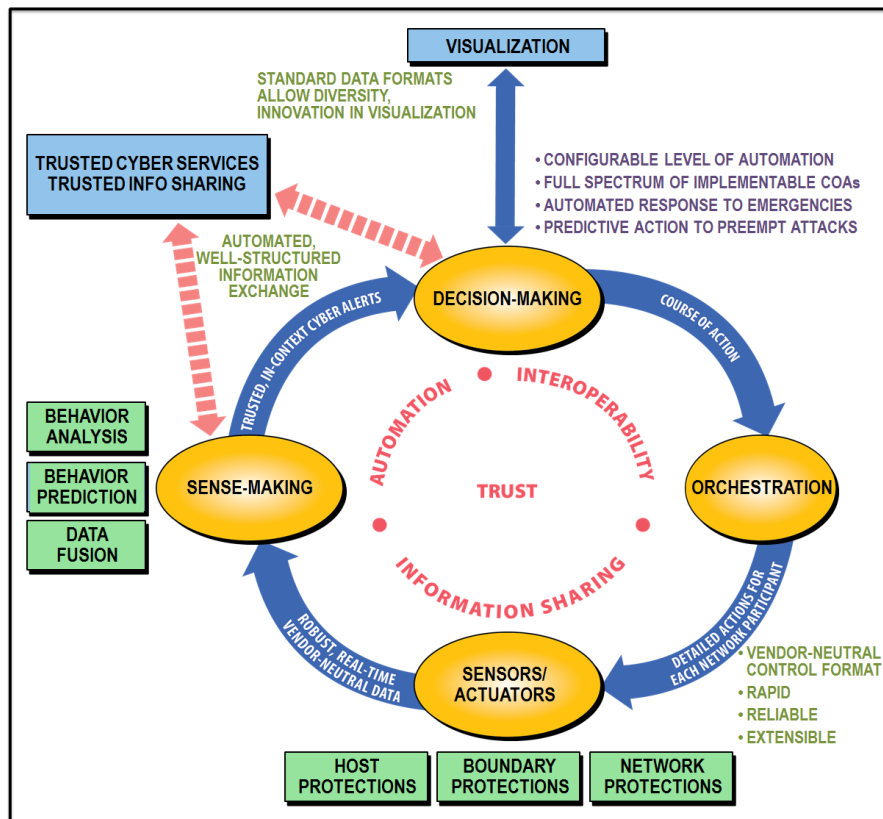 VISUALIZATION
STANDARD DATA FORMATS
ALLOW DIVERSITY,
INNOVATION IN VISUALIZATION
TRUSTED CYBER SERVICES
TRUSTED INFO SHARING
• CONFIGURABLE LEVEL OF AUTOMATION
• FULL SPECTRUM OF IMPLEMENTABLE COAs
• AUTOMATED RESPONSE TO EMERGENCIES
• PREDICTIVE ACTION TO PREEMPT ATTACKS
AUTOMATED,
WELL-STRUCTURED
INFORMATION
EXCHANGE
DECISION-MAKING
TRUSTED, IN-CONTEXT CYBER ALERTS
COURSE OF ACTION
AUTOMATION
INTEROPERABILITY
TRUST
INFORMATION SHARING
BEHAVIOR
ANALYSIS
BEHAVIOR
PREDICTION
DATA
FUSION
SENSE-MAKING
ORCHESTRATION
ROBUST, REAL-TIME
VENDOR-NEUTRAL DATA
DETAILED ACTIONS FOR
EACH NETWORK PARTICIPANT
SENSORS/
ACTUATORS
• VENDOR-NEUTRAL
CONTROL FORMAT
• RAPID
• RELIABLE
• EXTENSIBLE
HOST
PROTECTIONS
BOUNDARY
PROTECTIONS
NETWORK
PROTECTIONS